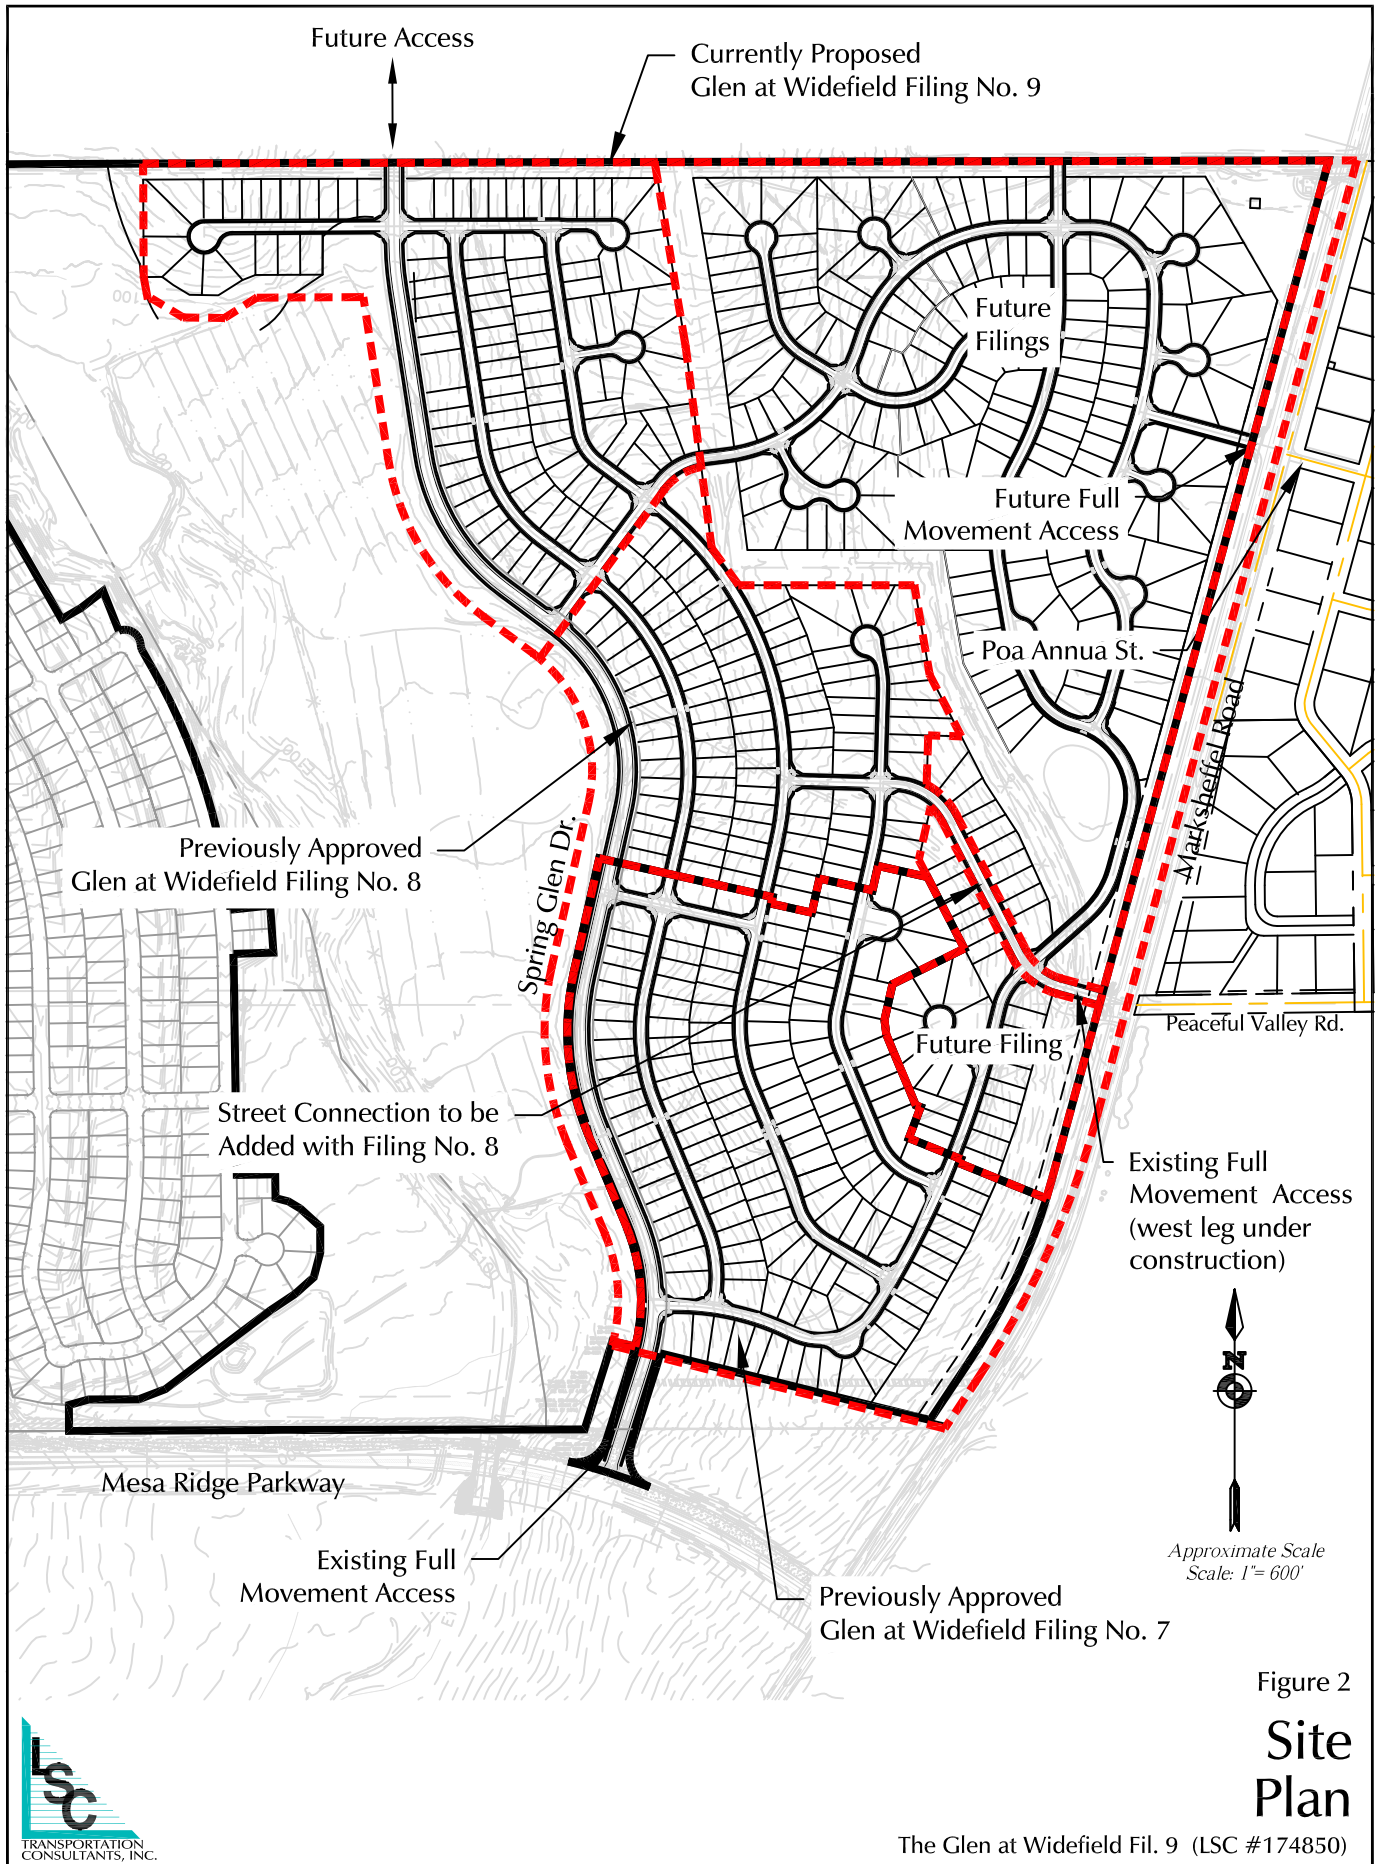 Future Access
Currently Proposed
Glen at Widefield Filing No. 9
Future
Filings
Future Full
Movement Access
Poa Annua St.
Marksheffel Road
Previously Approved
Glen at Widefield Filing No. 8
Spring Glen Dr.
Peaceful Valley Rd.
Future Filing
Street Connection to be
Added with Filing No. 8
Existing Full
Movement Access
(west leg under
construction)
N
Mesa Ridge Parkway
Existing Full
Movement Access
Approximate Scale
Scale: 1"= 600'
Previously Approved
Glen at Widefield Filing No. 7
Figure 2
Site
Plan
LSC
TRANSPORTATION
CONSULTANTS, INC.
The Glen at Widefield Fil. 9 (LSC #174850)